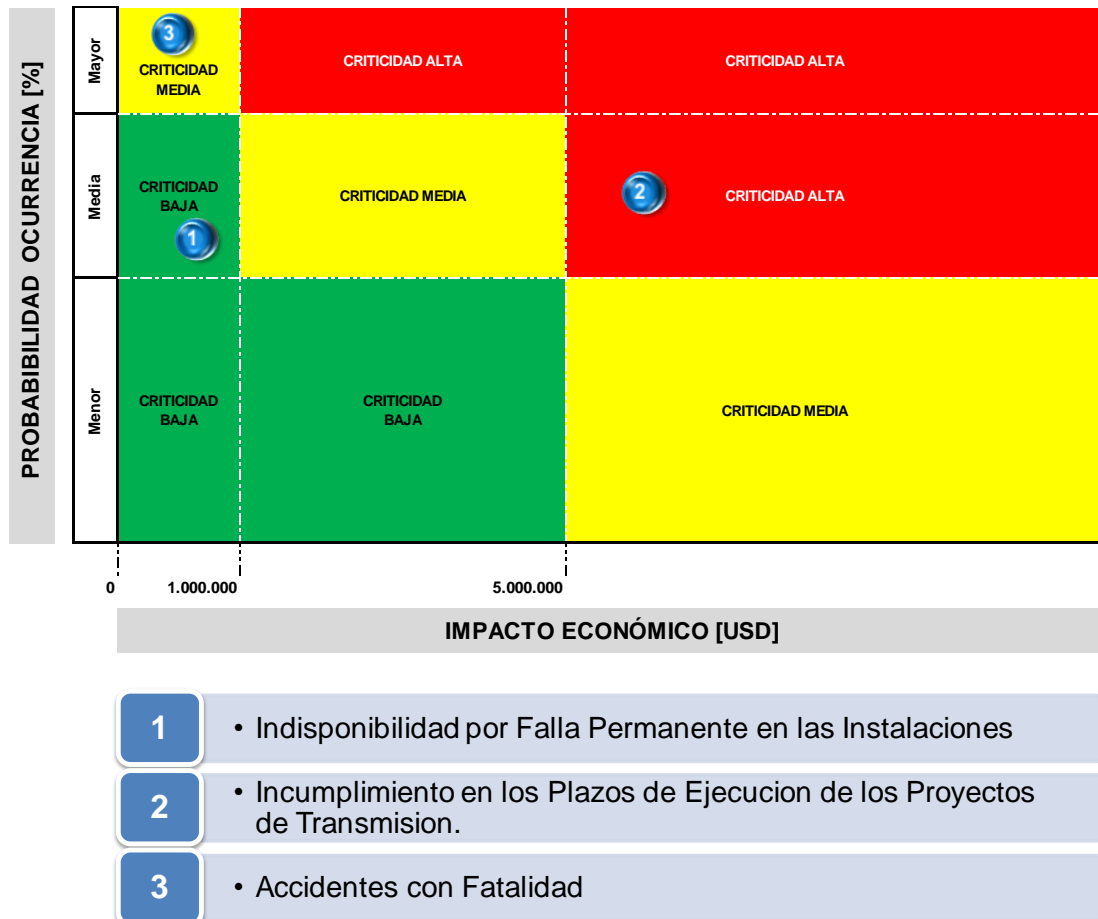 PROBABIBILIDAD OCURRENCIA [%]
Mayor
3
CRITICIDAD
MEDIA
CRITICIDAD ALTA
CRITICIDAD ALTA
Media
CRITICIDAD
BAJA
1
CRITICIDAD MEDIA
2
CRITICIDAD ALTA
Menor
CRITICIDAD
BAJA
CRITICIDAD
BAJA
CRITICIDAD MEDIA
0
1.000.000
5.000.000
IMPACTO ECONÓMICO [USD]
1
• Indisponibilidad por Falla Permanente en las Instalaciones
2
• Incumplimiento en los Plazos de Ejecucion de los Proyectos
de Transmision.
3
• Accidentes con Fatalidad